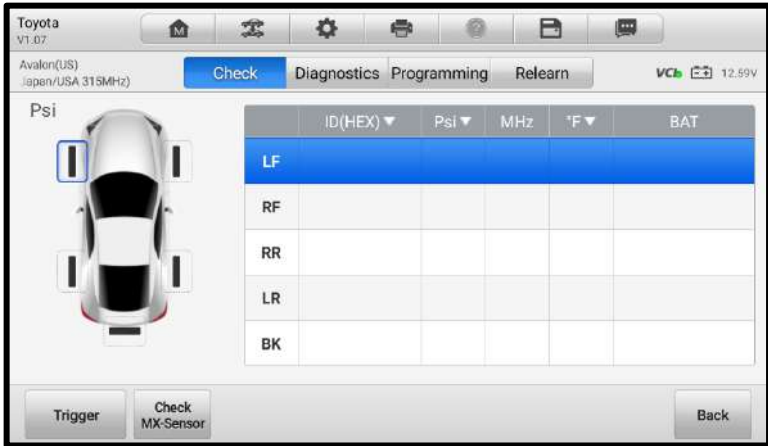 Toyota
V1.07
M
Avalon(US)
Japan/USA 315MHz)
Check
Diagnostics
Programming
Relearn
VCI
12.59V
Psi
ID(HEX) ▼ Psi ▼ MHz °F ▼ BAT
LF
RF
RR
LR
BK
Trigger
Check
MX-Sensor
Back